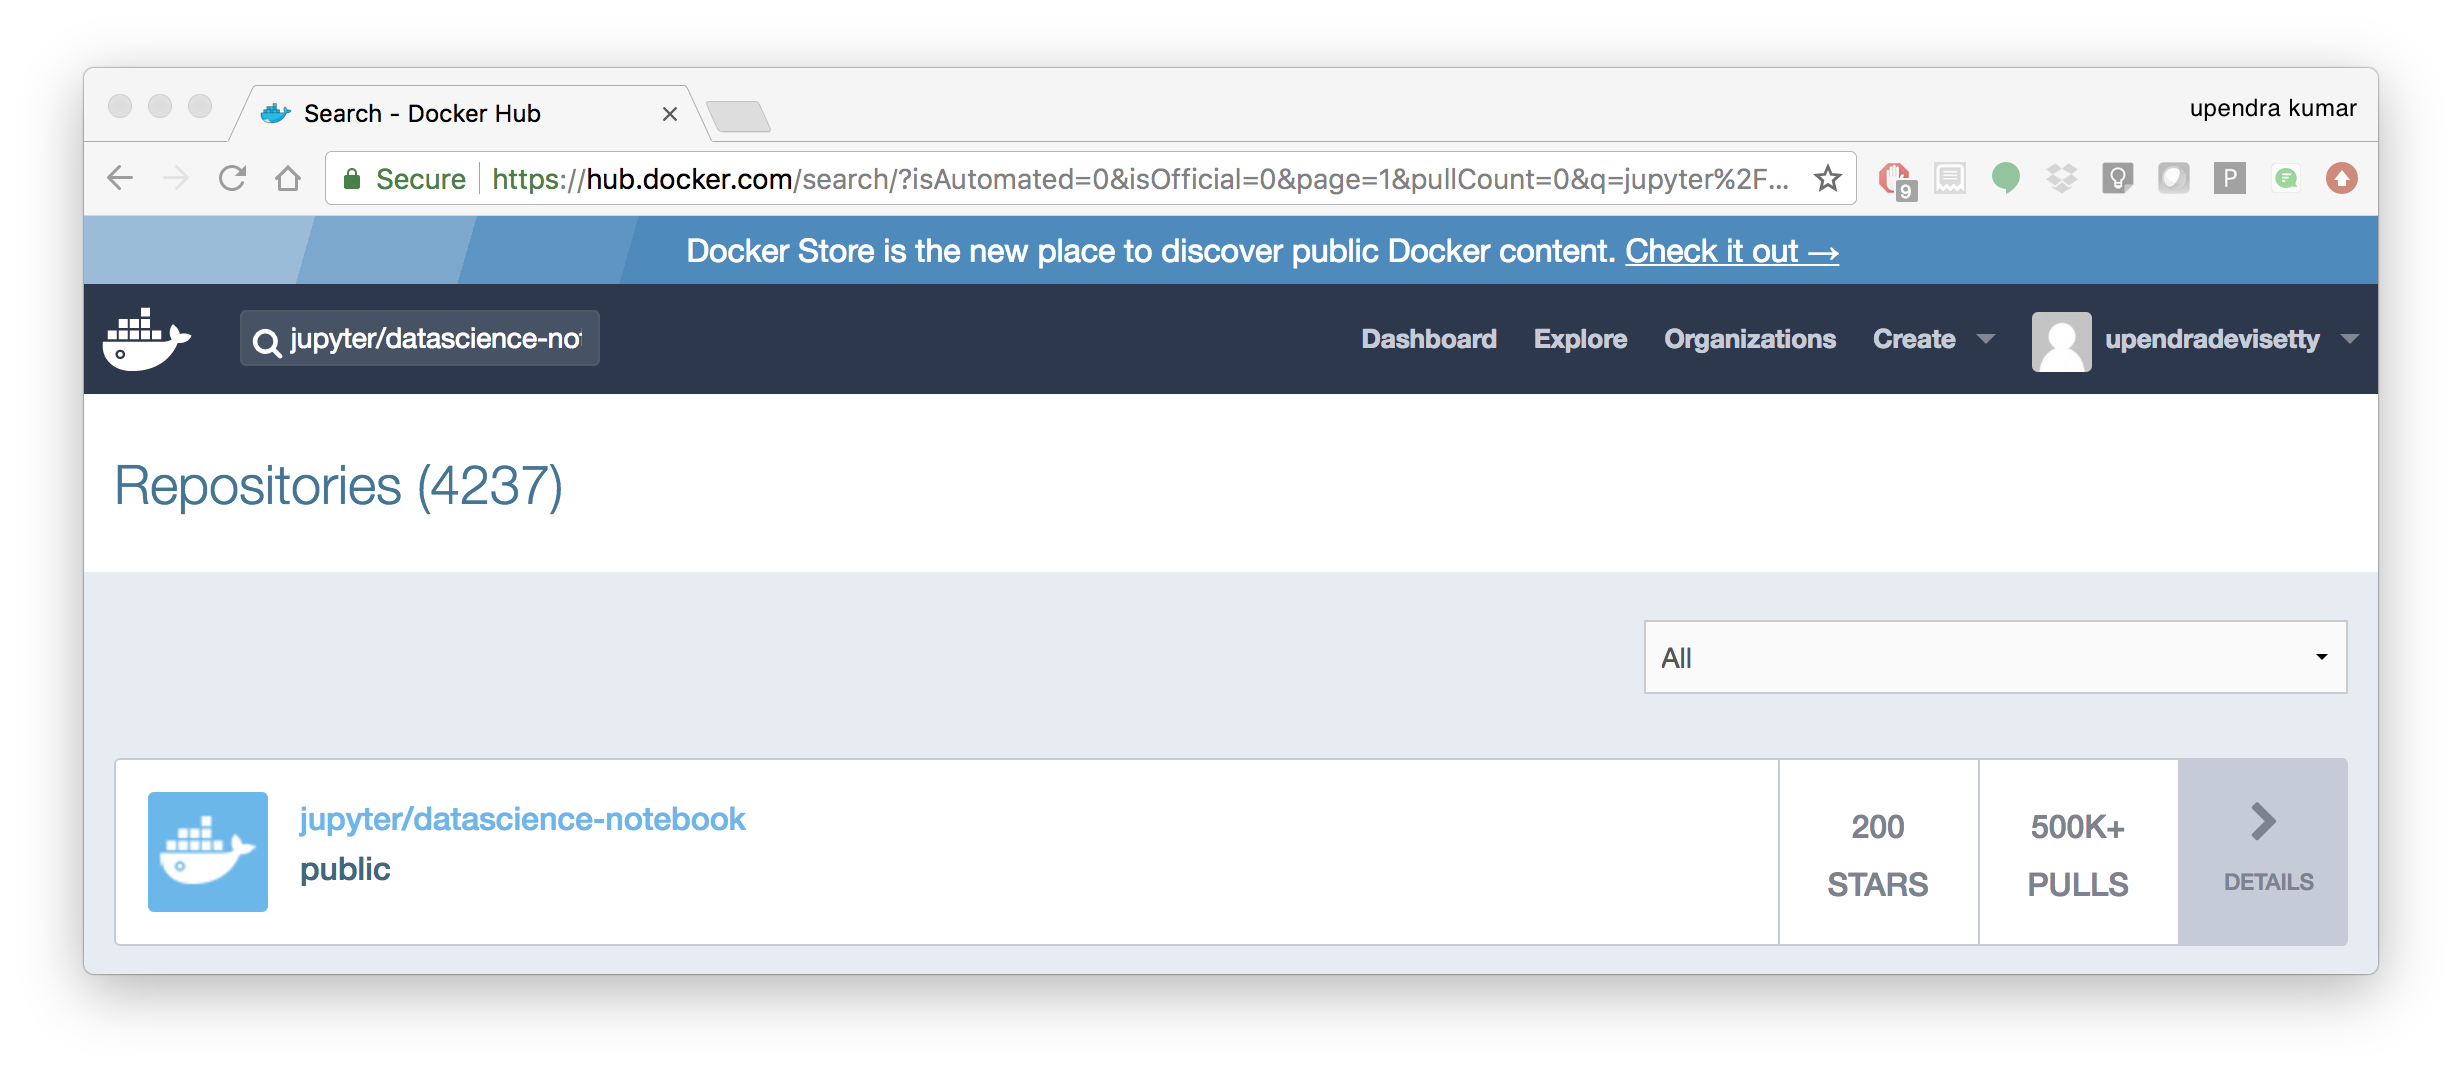 Search - Docker Hub
upendra kumar
Secure https://hub.docker.com/search/?isAutomated=0&isOfficial=0&page=1&pullCount=0&q=jupyter%2F...
9
P
Docker Store is the new place to discover public Docker content. Check it out →
jupyter/datascience-no
Dashboard Explore Organizations Create upendradevisetty
Repositories (4237)
All
jupyter/datascience-notebook
public
200
STARS
500K+
PULLS
DETAILS